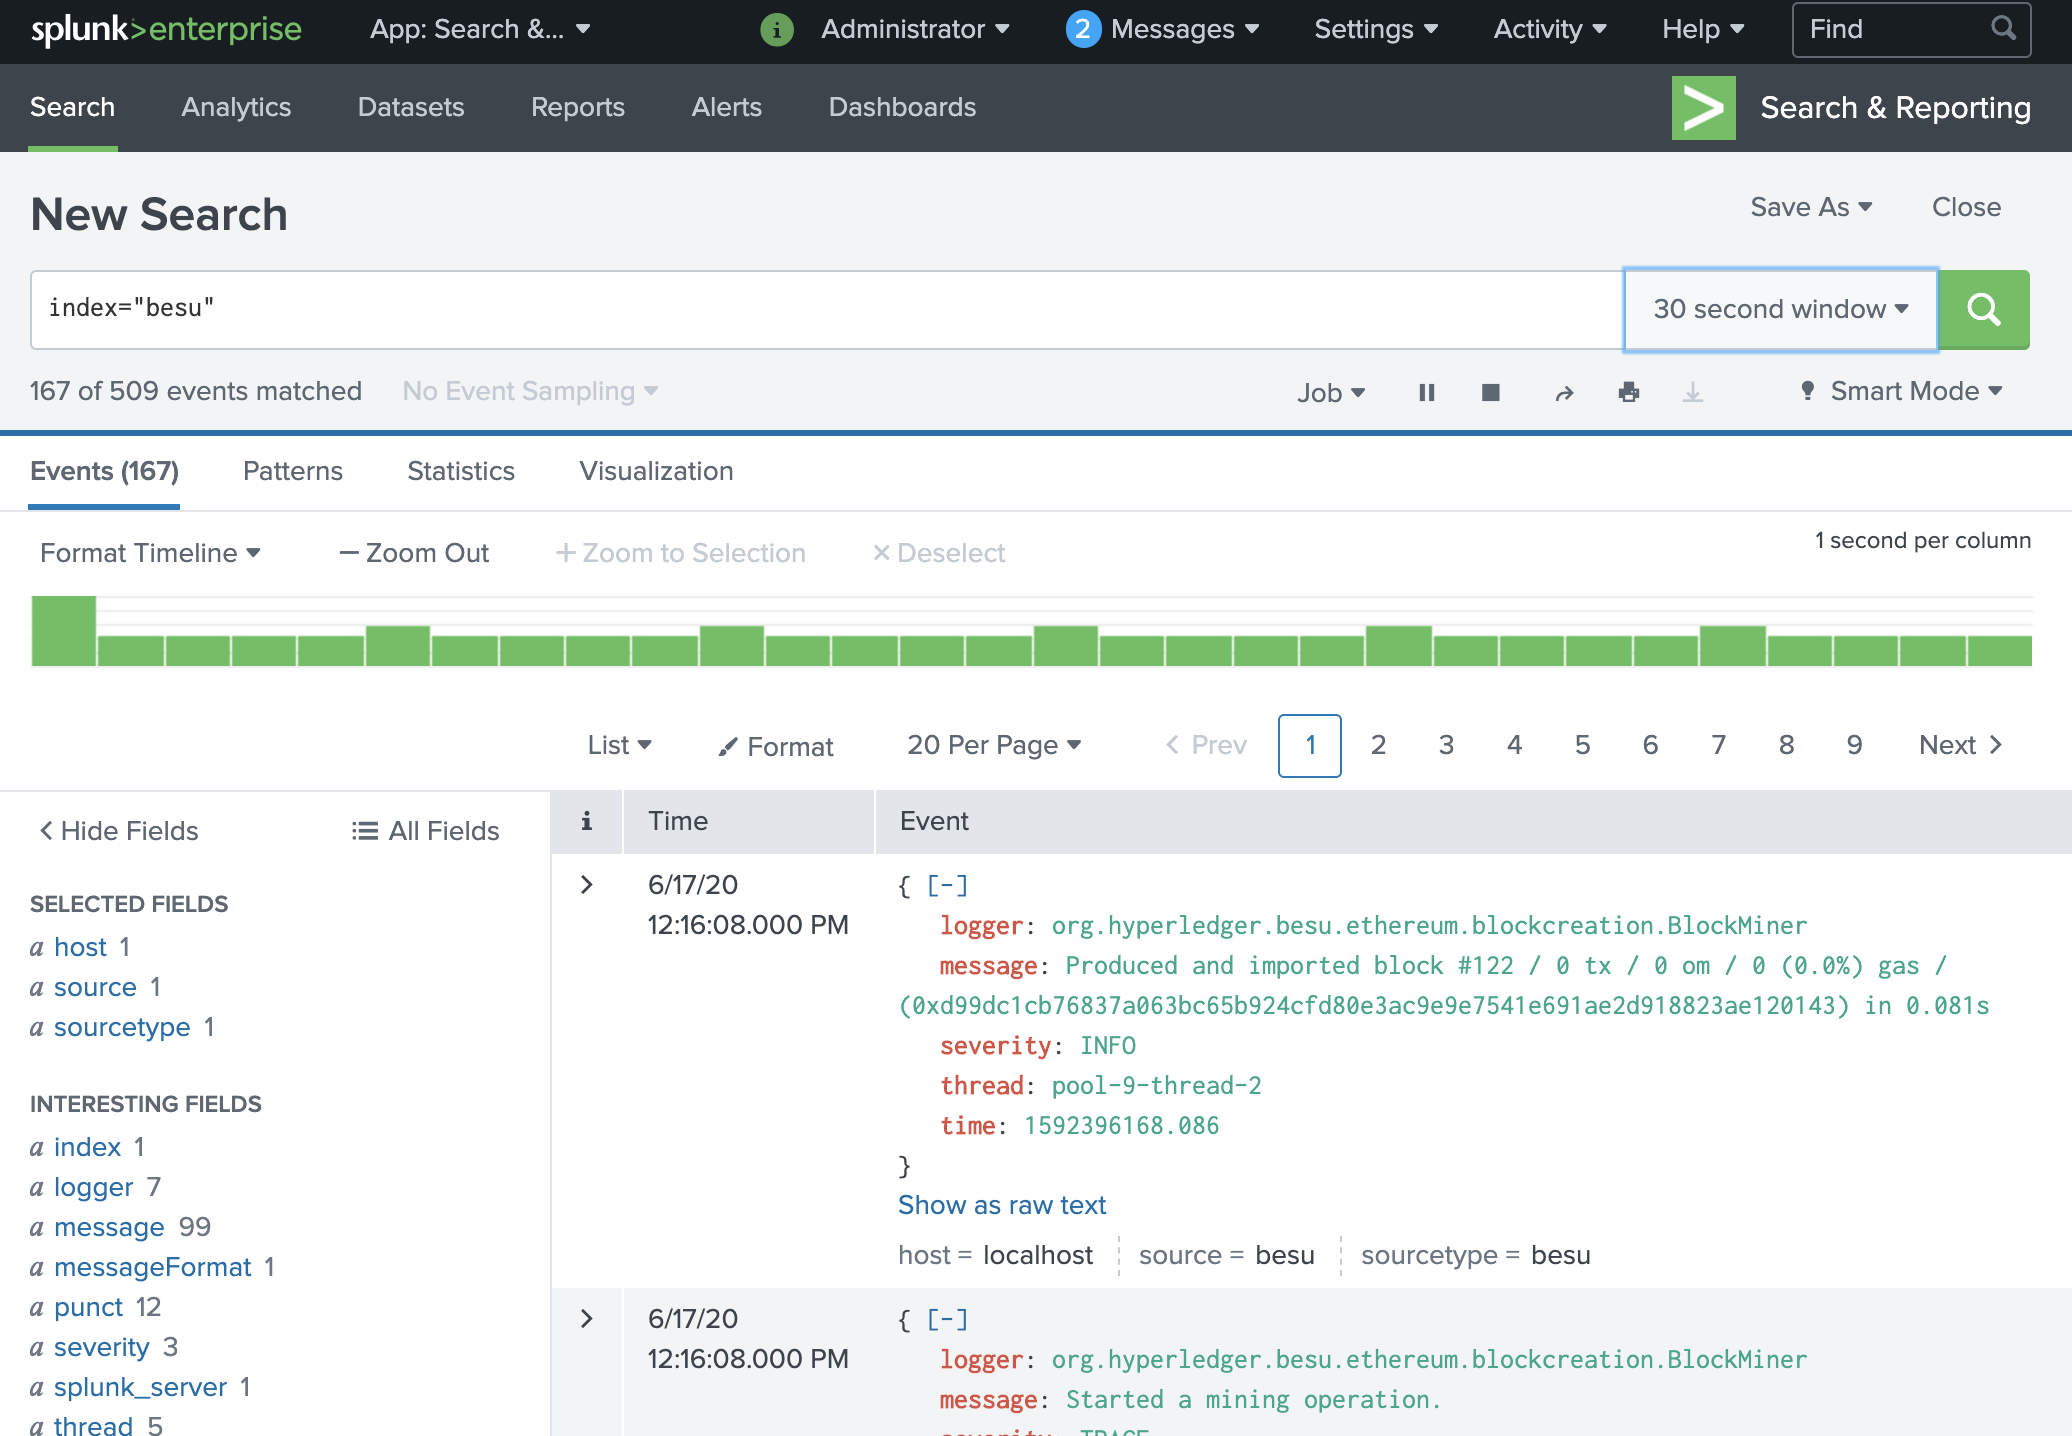 splunk>enterprise App: Search &... i Administrator 2 Messages Settings Activity Help Find
Search Analytics Datasets Reports Alerts Dashboards > Search & Reporting
New Search Save As Close
index="besu" 30 second window
167 of 509 events matched No Event Sampling Job Smart Mode
Events (167) Patterns Statistics Visualization
Format Timeline — Zoom Out + Zoom to Selection × Deselect 1 second per column
List Format 20 Per Page < Prev 1 2 3 4 5 6 7 8 9 Next >
< Hide Fields All Fields
SELECTED FIELDS
a host 1
a source 1
a sourcetype 1
INTERESTING FIELDS
a index 1
a logger 7
a message 99
a messageFormat 1
a punct 12
a severity 3
a splunk_server 1
a thread 5
i Time Event
> 6/17/20
12:16:08.000 PM
{ [-]
logger: org.hyperledger.besu.ethereum.blockcreation.BlockMiner
message: Produced and imported block #122 / 0 tx / 0 om / 0 (0.0%) gas /
(0xd99dc1cb76837a063bc65b924cfd80e3ac9e9e7541e691ae2d918823ae120143) in 0.081s
severity: INFO
thread: pool-9-thread-2
time: 1592396168.086
}
Show as raw text
host = localhost source = besu sourcetype = besu
> 6/17/20
12:16:08.000 PM
{ [-]
logger: org.hyperledger.besu.ethereum.blockcreation.BlockMiner
message: Started a mining operation.
severity: TRACE